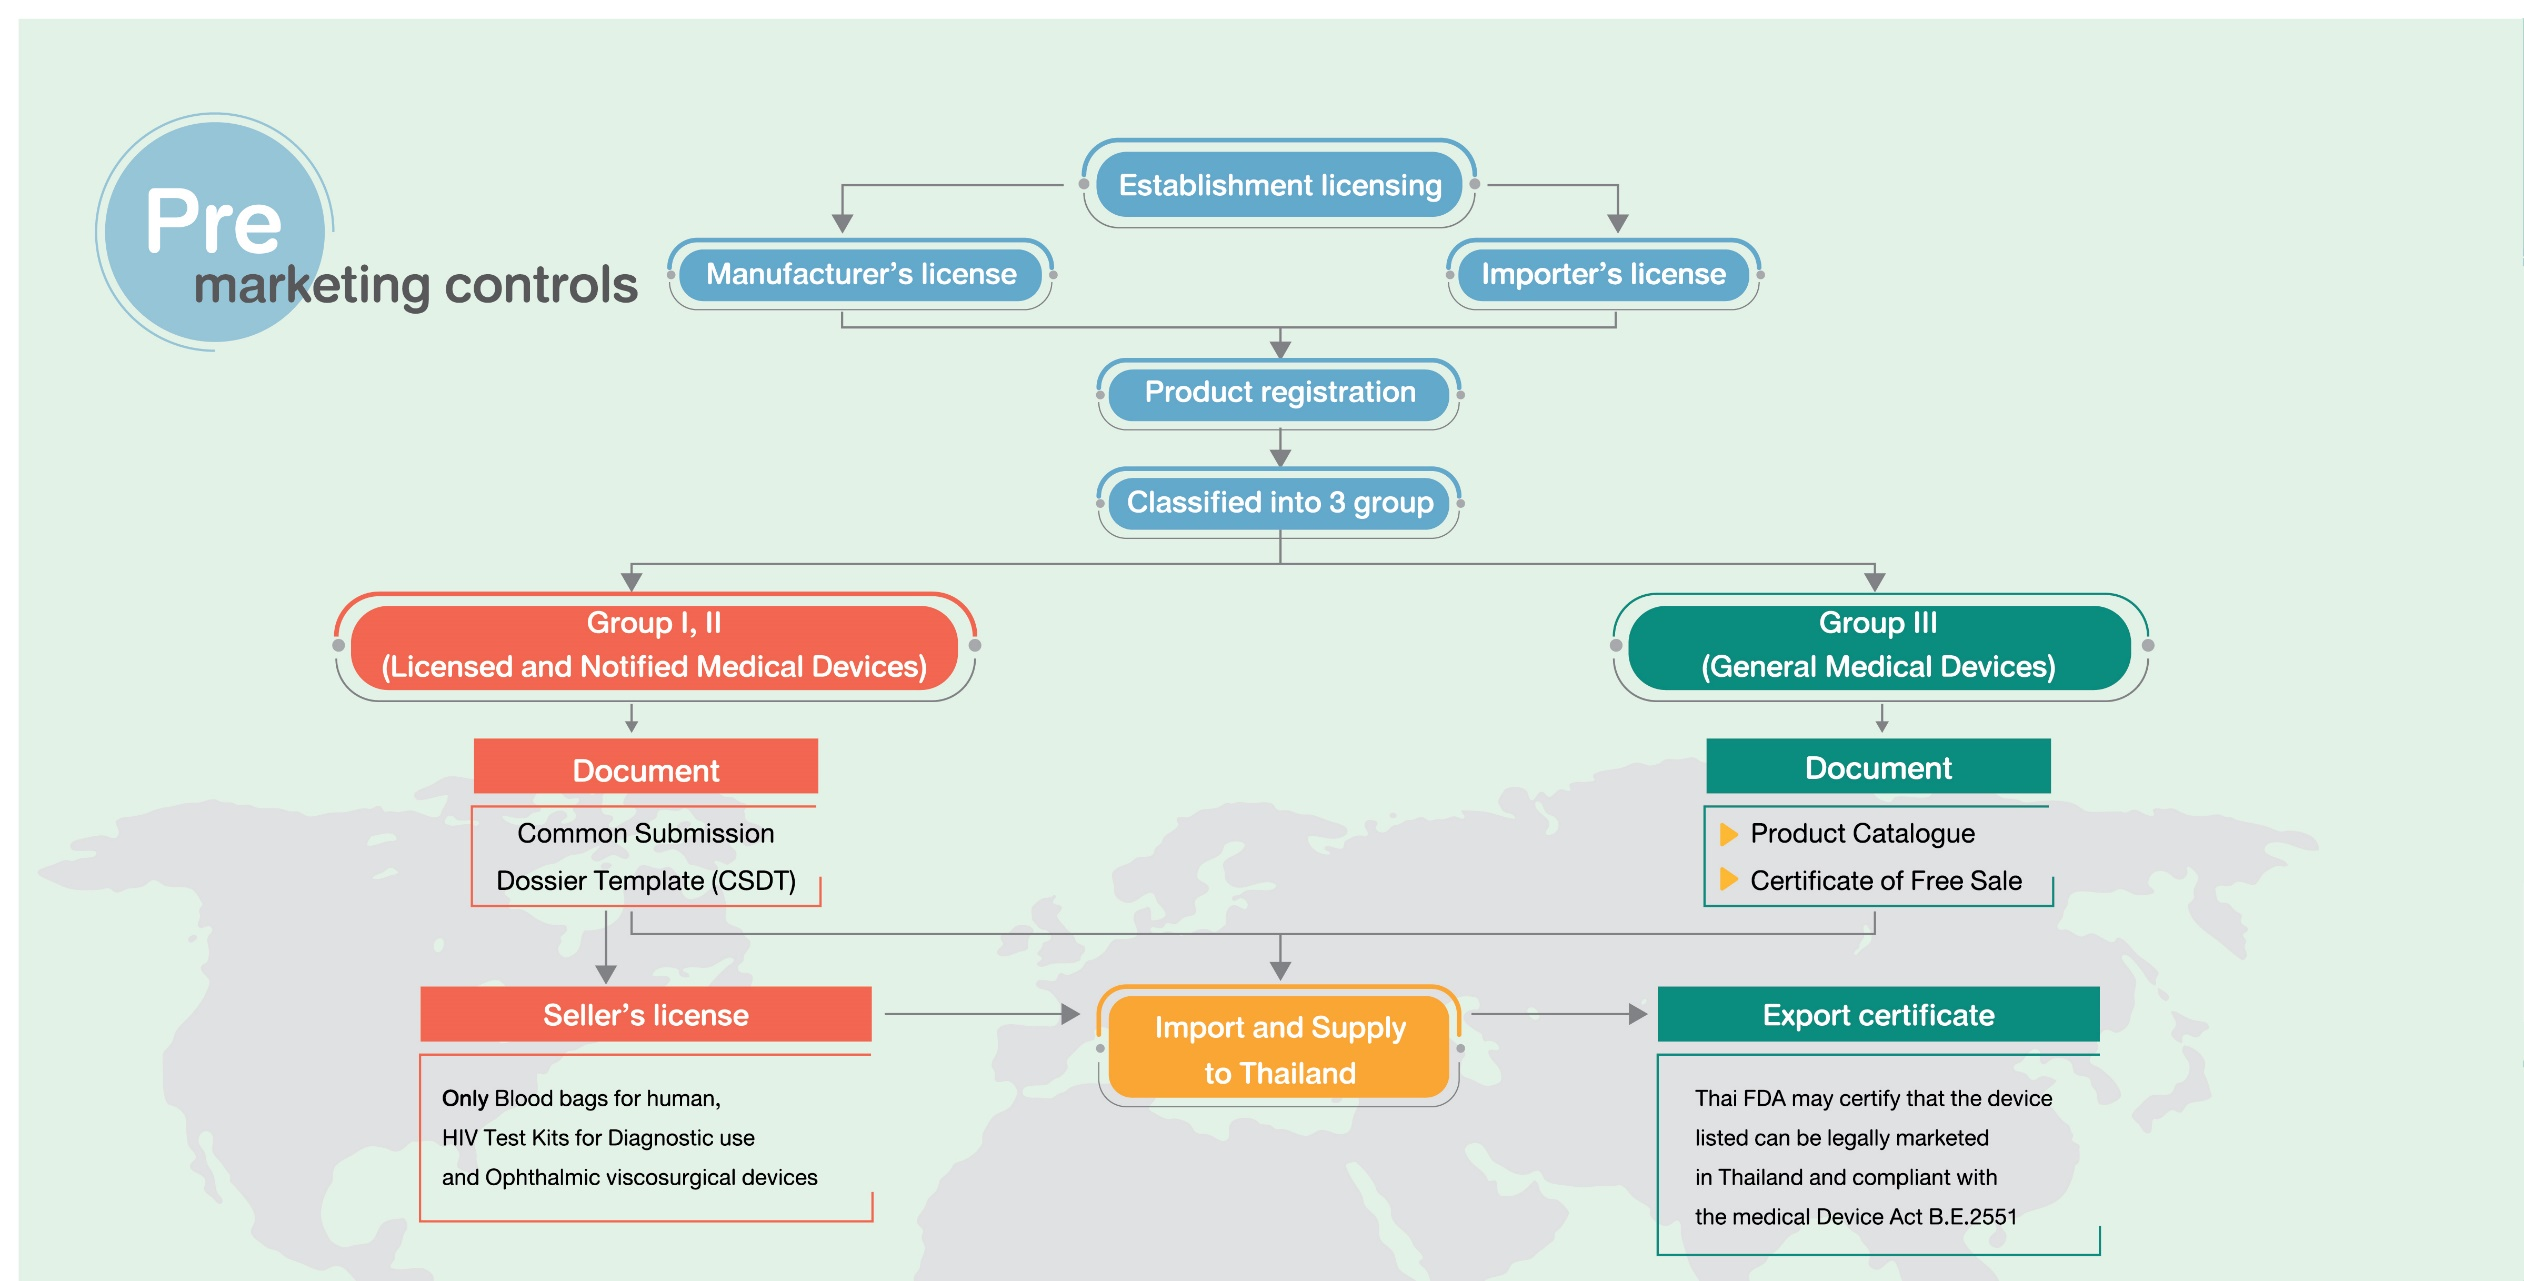 Pre
marketing controls
Establishment licensing
Manufacturer’s license
Importer’s license
Product registration
Classified into 3 group
Group I, II
(Licensed and Notified Medical Devices)
Group III
(General Medical Devices)
Document
Common Submission
Dossier Template (CSDT)
Document
Product Catalogue
Certificate of Free Sale
Seller’s license
Only Blood bags for human,
HIV Test Kits for Diagnostic use
and Ophthalmic viscosurgical devices
Import and Supply
to Thailand
Export certificate
Thai FDA may certify that the device
listed can be legally marketed
in Thailand and compliant with
the medical Device Act B.E.2551